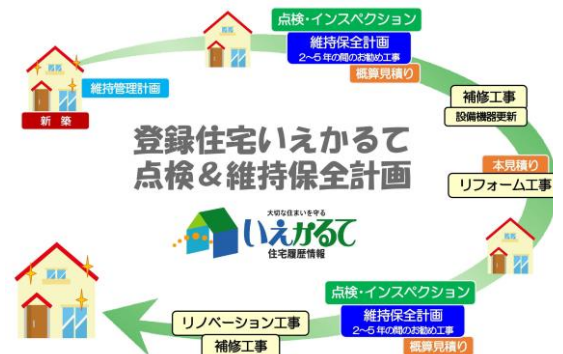 点検・インスペクション
維持保全計画
2～5年の間のお勧め工事
概算見積り
維持管理計画
新築
補修工事
設備機器更新
登録住宅いえかるて
点検＆維持保全計画
本見積り
リフォーム工事
大切な住まいを守る
いえかるて
住宅履歴情報
点検・インスペクション
維持保全計画
2～5年の間のお勧め工事
概算見積り
リノベーション工事
補修工事